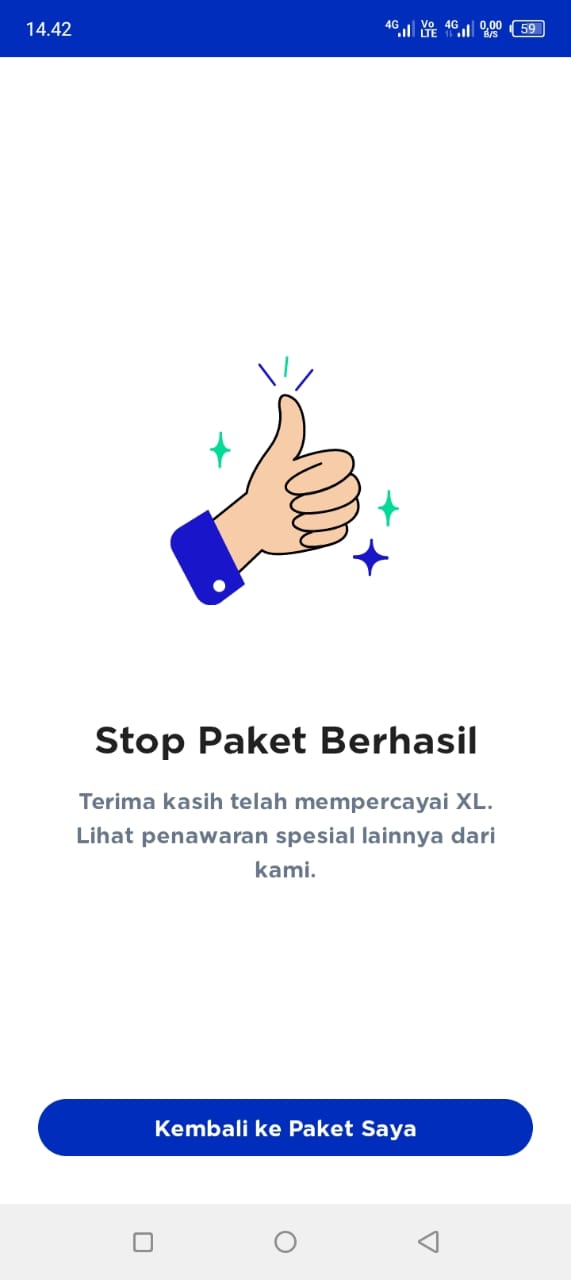 14.42
4G Vo LTE 4G 0,00 B/S 59
Stop Paket Berhasil
Terima kasih telah mempercayai XL.
Lihat penawaran spesial lainnya dari
kami.
Kembali ke Paket Saya